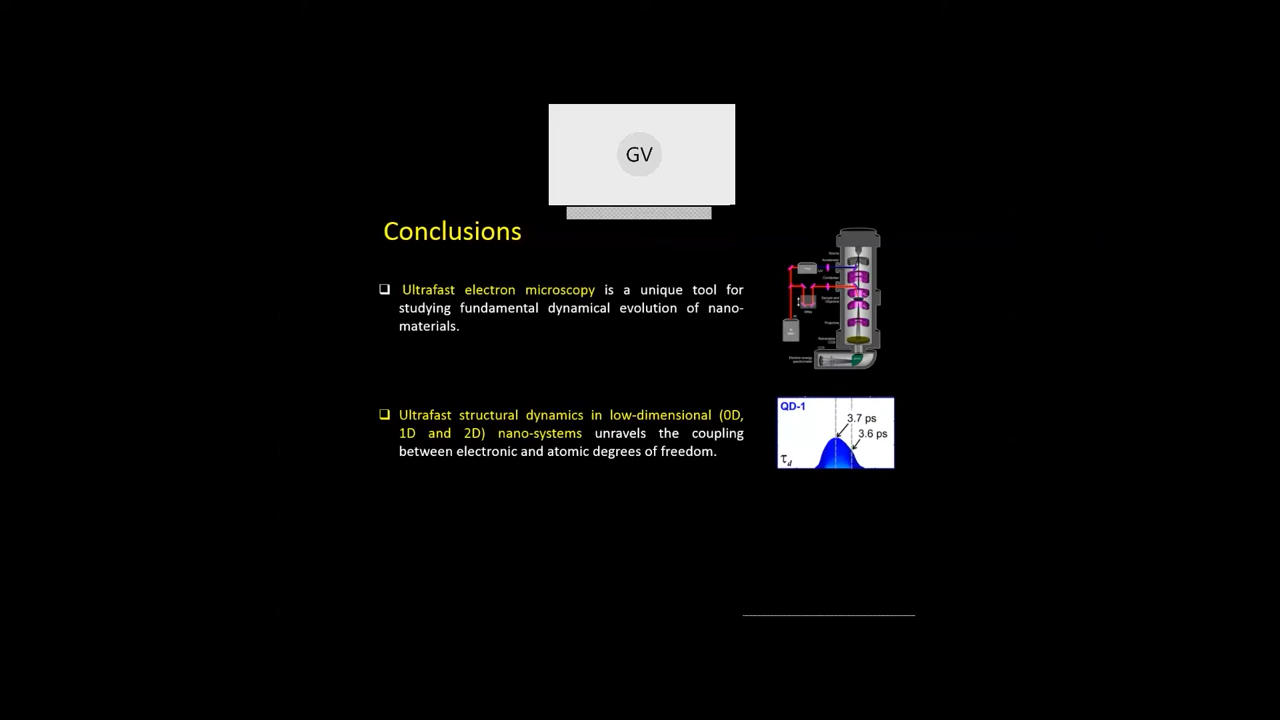 GV
Conclusions
❑ Ultrafast electron microscopy is a unique tool for
studying fundamental dynamical evolution of nano-
materials.
❑ Ultrafast structural dynamics in low-dimensional (0D,
1D and 2D) nano-systems unravels the coupling
between electronic and atomic degrees of freedom.
QD-1
3.7 ps
3.6 ps
τd